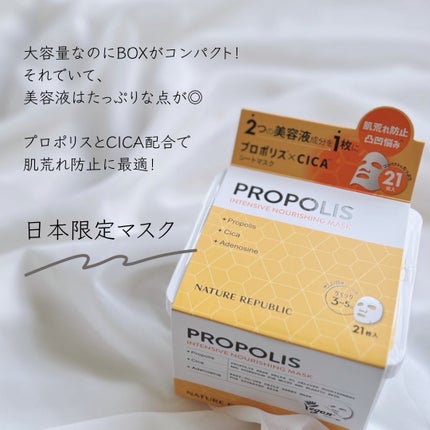 大容量なのにBOXがコンパクト!
それでいて、
美容液はたっぷりな点が◎
プロポリスとCICA配合で
肌荒れ防止に最適!
日本限定マスク
2つの美容液成分を1枚に
プロポリス×CICA
シートマスク
肌荒れ防止
凸凹悩み
21
枚入
PROPOLIS
INTENSIVE NOURISHING MASK
• Propolis
• Cica
• Adenosine
NATURE REPUBLIC
3~5
21枚入
PROPOLIS
INTENSIVE NOURISHING MASK
• Propolis
• Cica
• Adenosine
Vegan